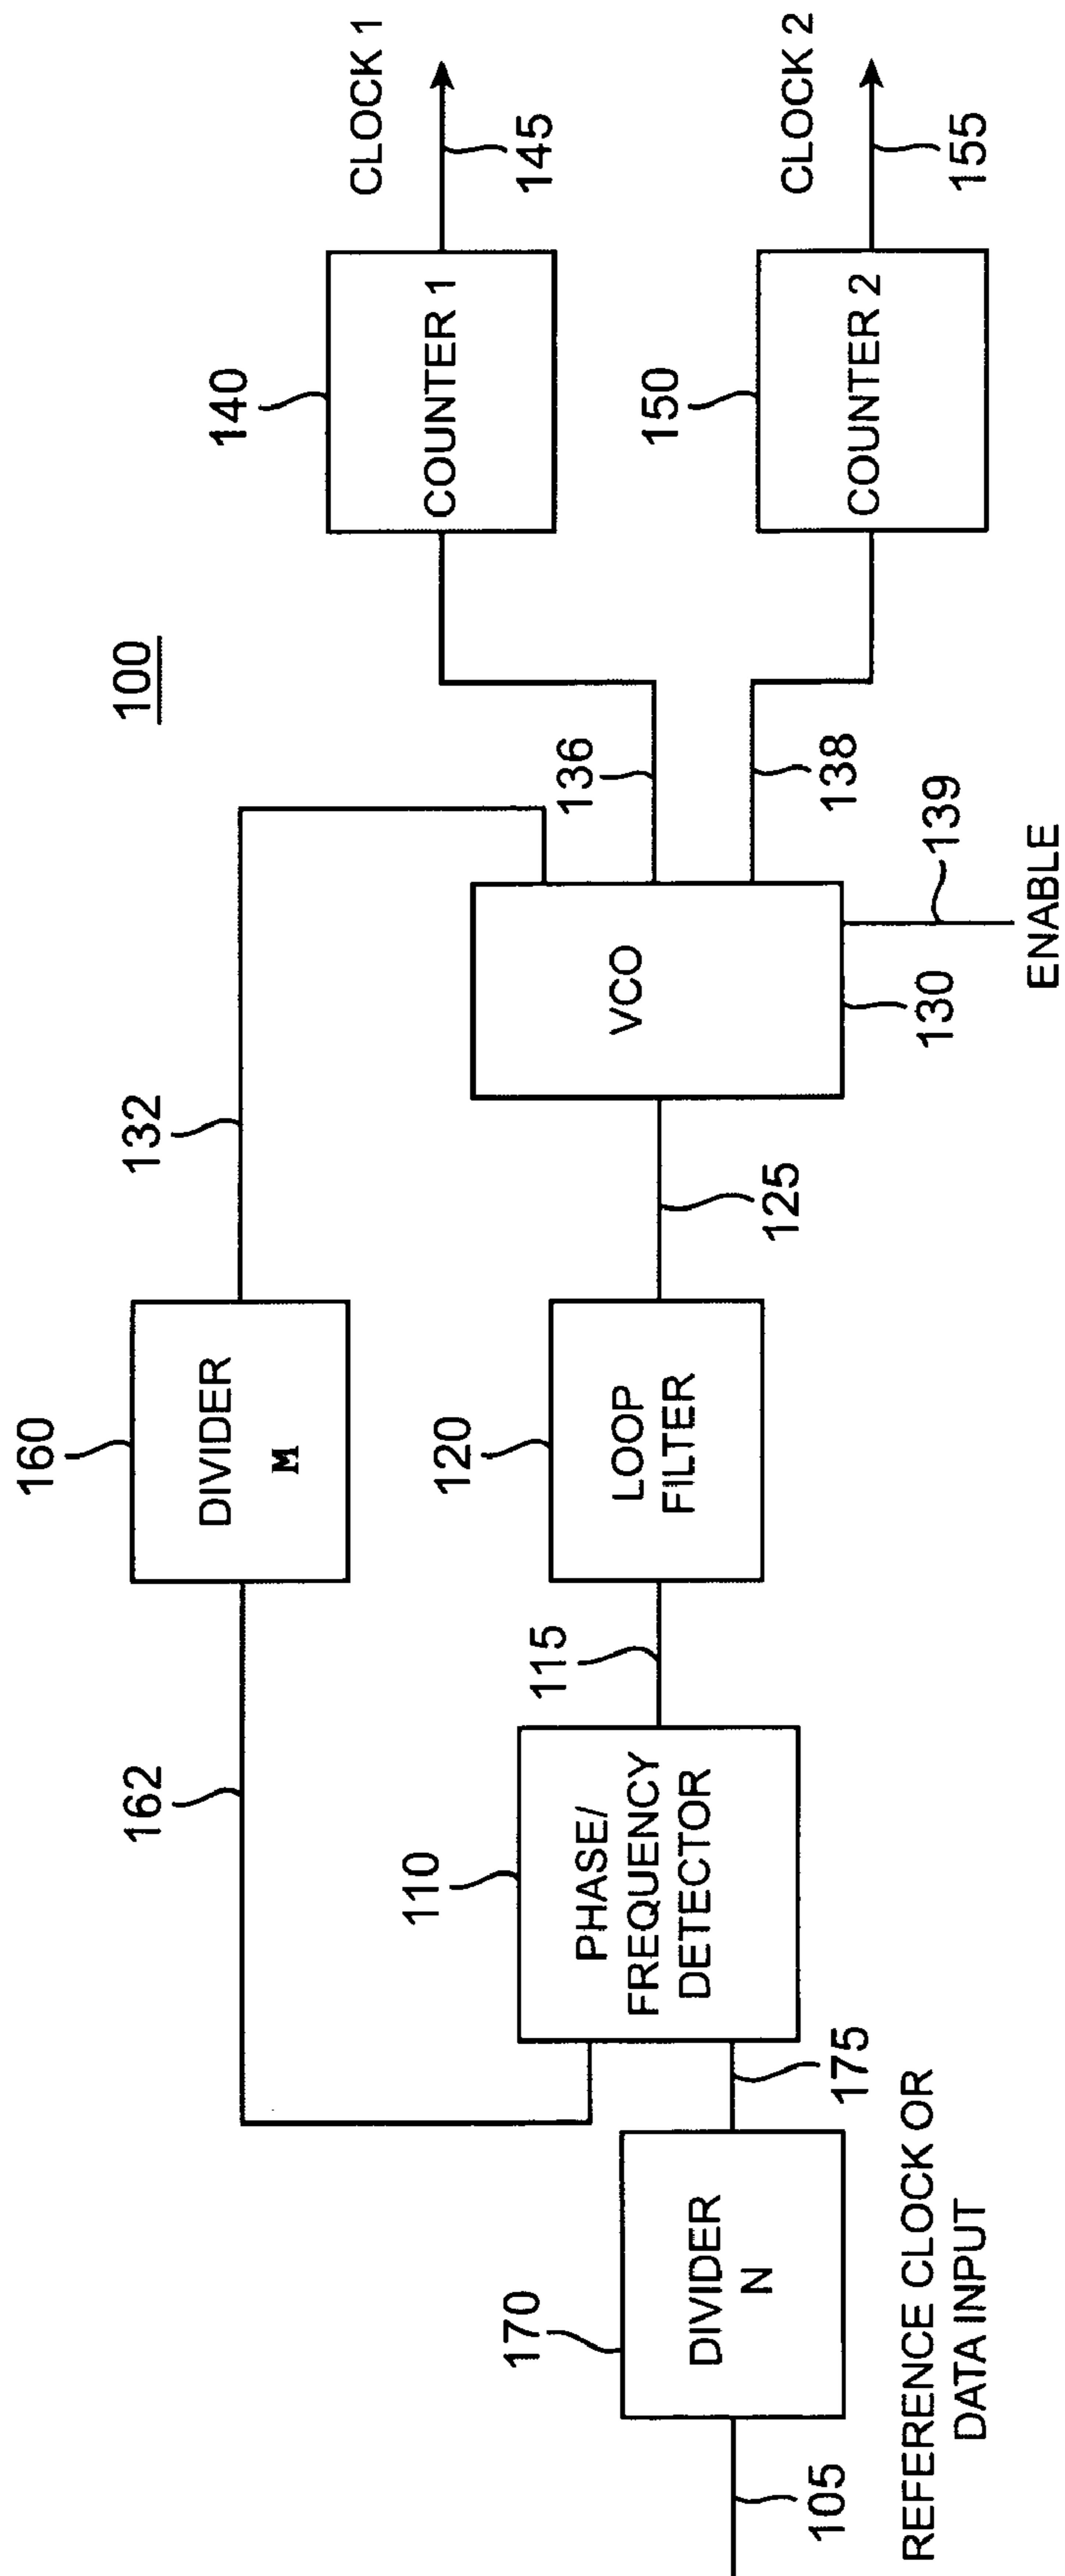 100
160
DIVIDER
M
162
132
140
COUNTER 1
CLOCK 1
145
110
PHASE/
FREQUENCY
DETECTOR
115
120
LOOP
FILTER
125
VCO
130
136
138
139
ENABLE
150
COUNTER 2
CLOCK 2
155
170
DIVIDER
N
175
105
REFERENCE CLOCK OR
DATA INPUT